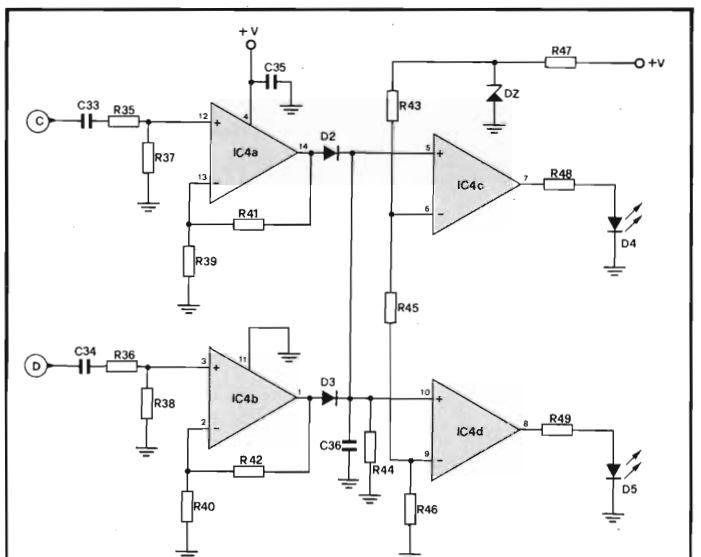 +V
C35
R47
+V
DZ
R43
C33
R35
C
12
+
4
R37
IC4a
14
D2
13
−
R41
R39
5
+
IC4c
7
R48
6
−
D4
R45
C34
R36
D
3
+
11
R38
IC4b
1
D3
2
−
R42
R40
C36
R44
10
+
IC4d
8
R49
9
−
R46
D5